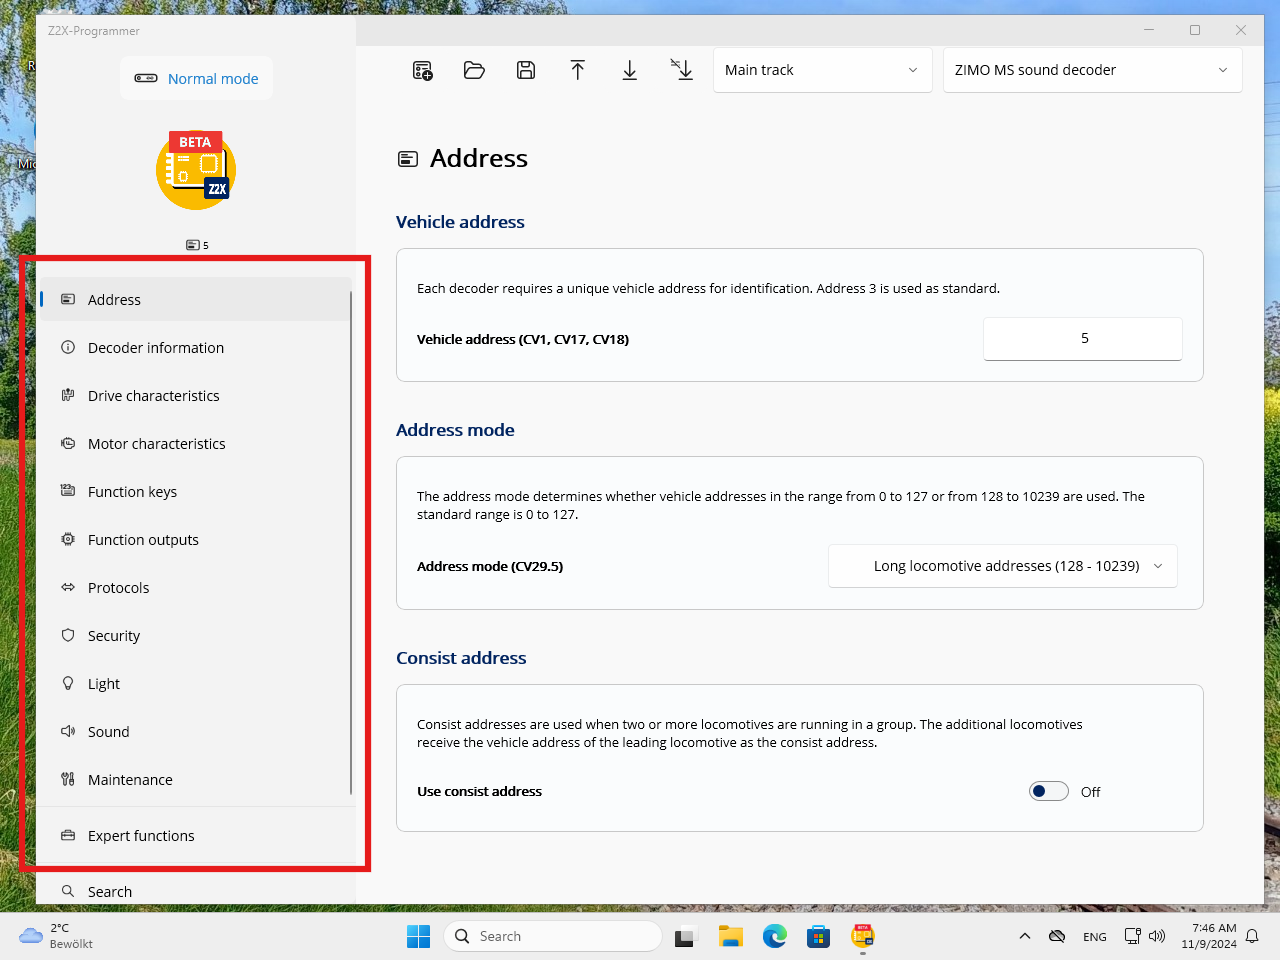 Z2X-Programmer
Normal mode
BETA
Z2X
5
Address
Decoder information
Drive characteristics
Motor characteristics
Function keys
Function outputs
Protocols
Security
Light
Sound
Maintenance
Expert functions
Search
Main track
ZIMO MS sound decoder
Address
Vehicle address
Each decoder requires a unique vehicle address for identification. Address 3 is used as standard.
Vehicle address (CV1, CV17, CV18)
5
Address mode
The address mode determines whether vehicle addresses in the range from 0 to 127 or from 128 to 10239 are used. The
standard range is 0 to 127.
Address mode (CV29.5)
Long locomotive addresses (128 - 10239)
Consist address
Consist addresses are used when two or more locomotives are running in a group. The additional locomotives
receive the vehicle address of the leading locomotive as the consist address.
Use consist address
Off
2°C
Bewölkt
Search
BETA
ENG
7:46 AM
11/9/2024